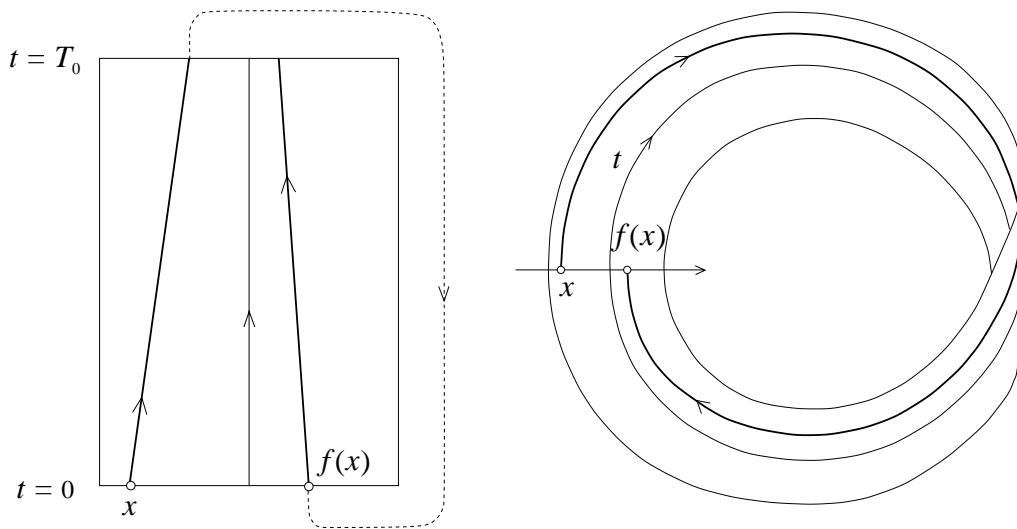 t = T₀
t = 0
x
f(x)
t
f(x)
x